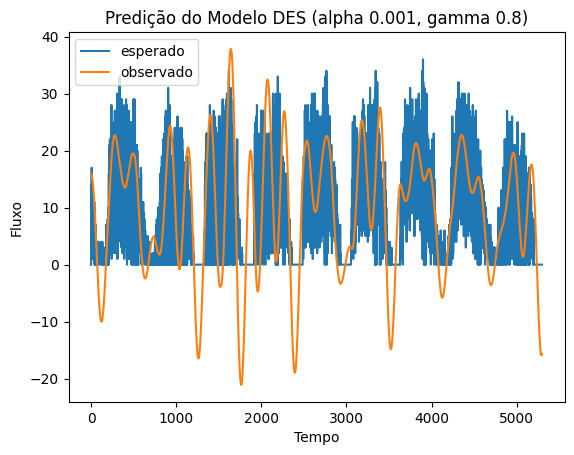 Predição do Modelo DES (alpha 0.001, gamma 0.8)
esperado
observado
Fluxo
40
30
20
10
0
−10
−20
0 1000 2000 3000 4000 5000
Tempo